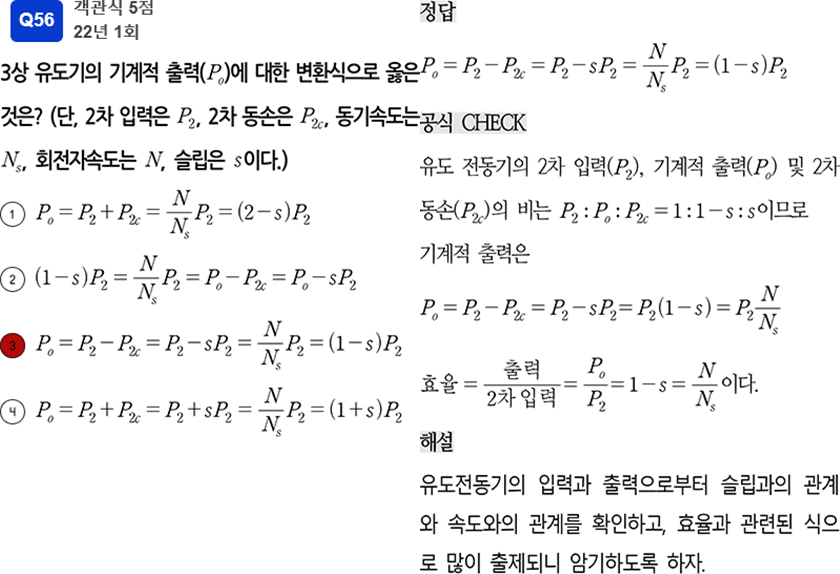 Q56
객관식 5점
22년 1회
3상 유도기의 기계적 출력(P_o)에 대한 변환식으로 옳은
것은? (단, 2차 입력은 P_2, 2차 동손은 P_{2c}, 동기속도는
N_s, 회전자속도는 N, 슬립은 s이다.)
① P_o = P_2 + P_{2c} = \frac{N}{N_s} P_2 = (2-s)P_2
② (1-s)P_2 = \frac{N}{N_s} P_2 = P_o - P_{2c} = P_o - sP_2
3 P_o = P_2 - P_{2c} = P_2 - sP_2 = \frac{N}{N_s} P_2 = (1-s)P_2
④ P_o = P_2 + P_{2c} = P_2 + sP_2 = \frac{N}{N_s} P_2 = (1+s)P_2
정답
P_o = P_2 - P_{2c} = P_2 - sP_2 = \frac{N}{N_s} P_2 = (1-s)P_2
공식 CHECK
유도 전동기의 2차 입력(P_2), 기계적 출력(P_o) 및 2차
동손(P_{2c})의 비는 P_2 : P_o : P_{2c} = 1 : 1-s : s이므로
기계적 출력은
P_o = P_2 - P_{2c} = P_2 - sP_2 = P_2(1-s) = P_2 \frac{N}{N_s}
효율 = \frac{출력}{2차 입력} = \frac{P_o}{P_2} = 1-s = \frac{N}{N_s} 이다.
해설
유도전동기의 입력과 출력으로부터 슬립과의 관계
와 속도와의 관계를 확인하고, 효율과 관련된 식으
로 많이 출제되니 암기하도록 하자.